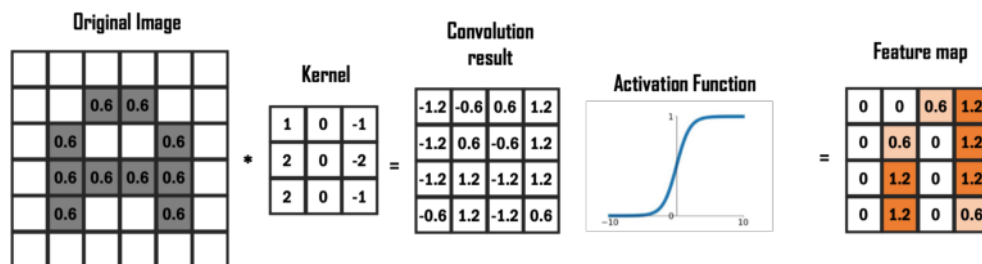 Original Image
Kernel
Convolution
result
Activation Function
Feature map
0.6 0.6
0.6 0.6
0.6 0.6 0.6 0.6
0.6 0.6
*
1 0 -1
2 0 -2
2 0 -1
=
-1.2 -0.6 0.6 1.2
-1.2 0.6 -0.6 1.2
-1.2 1.2 -1.2 1.2
-0.6 1.2 -1.2 0.6
1
0
-10 10
=
0 0 0.6 1.2
0 0.6 0 1.2
0 1.2 0 1.2
0 1.2 0 0.6